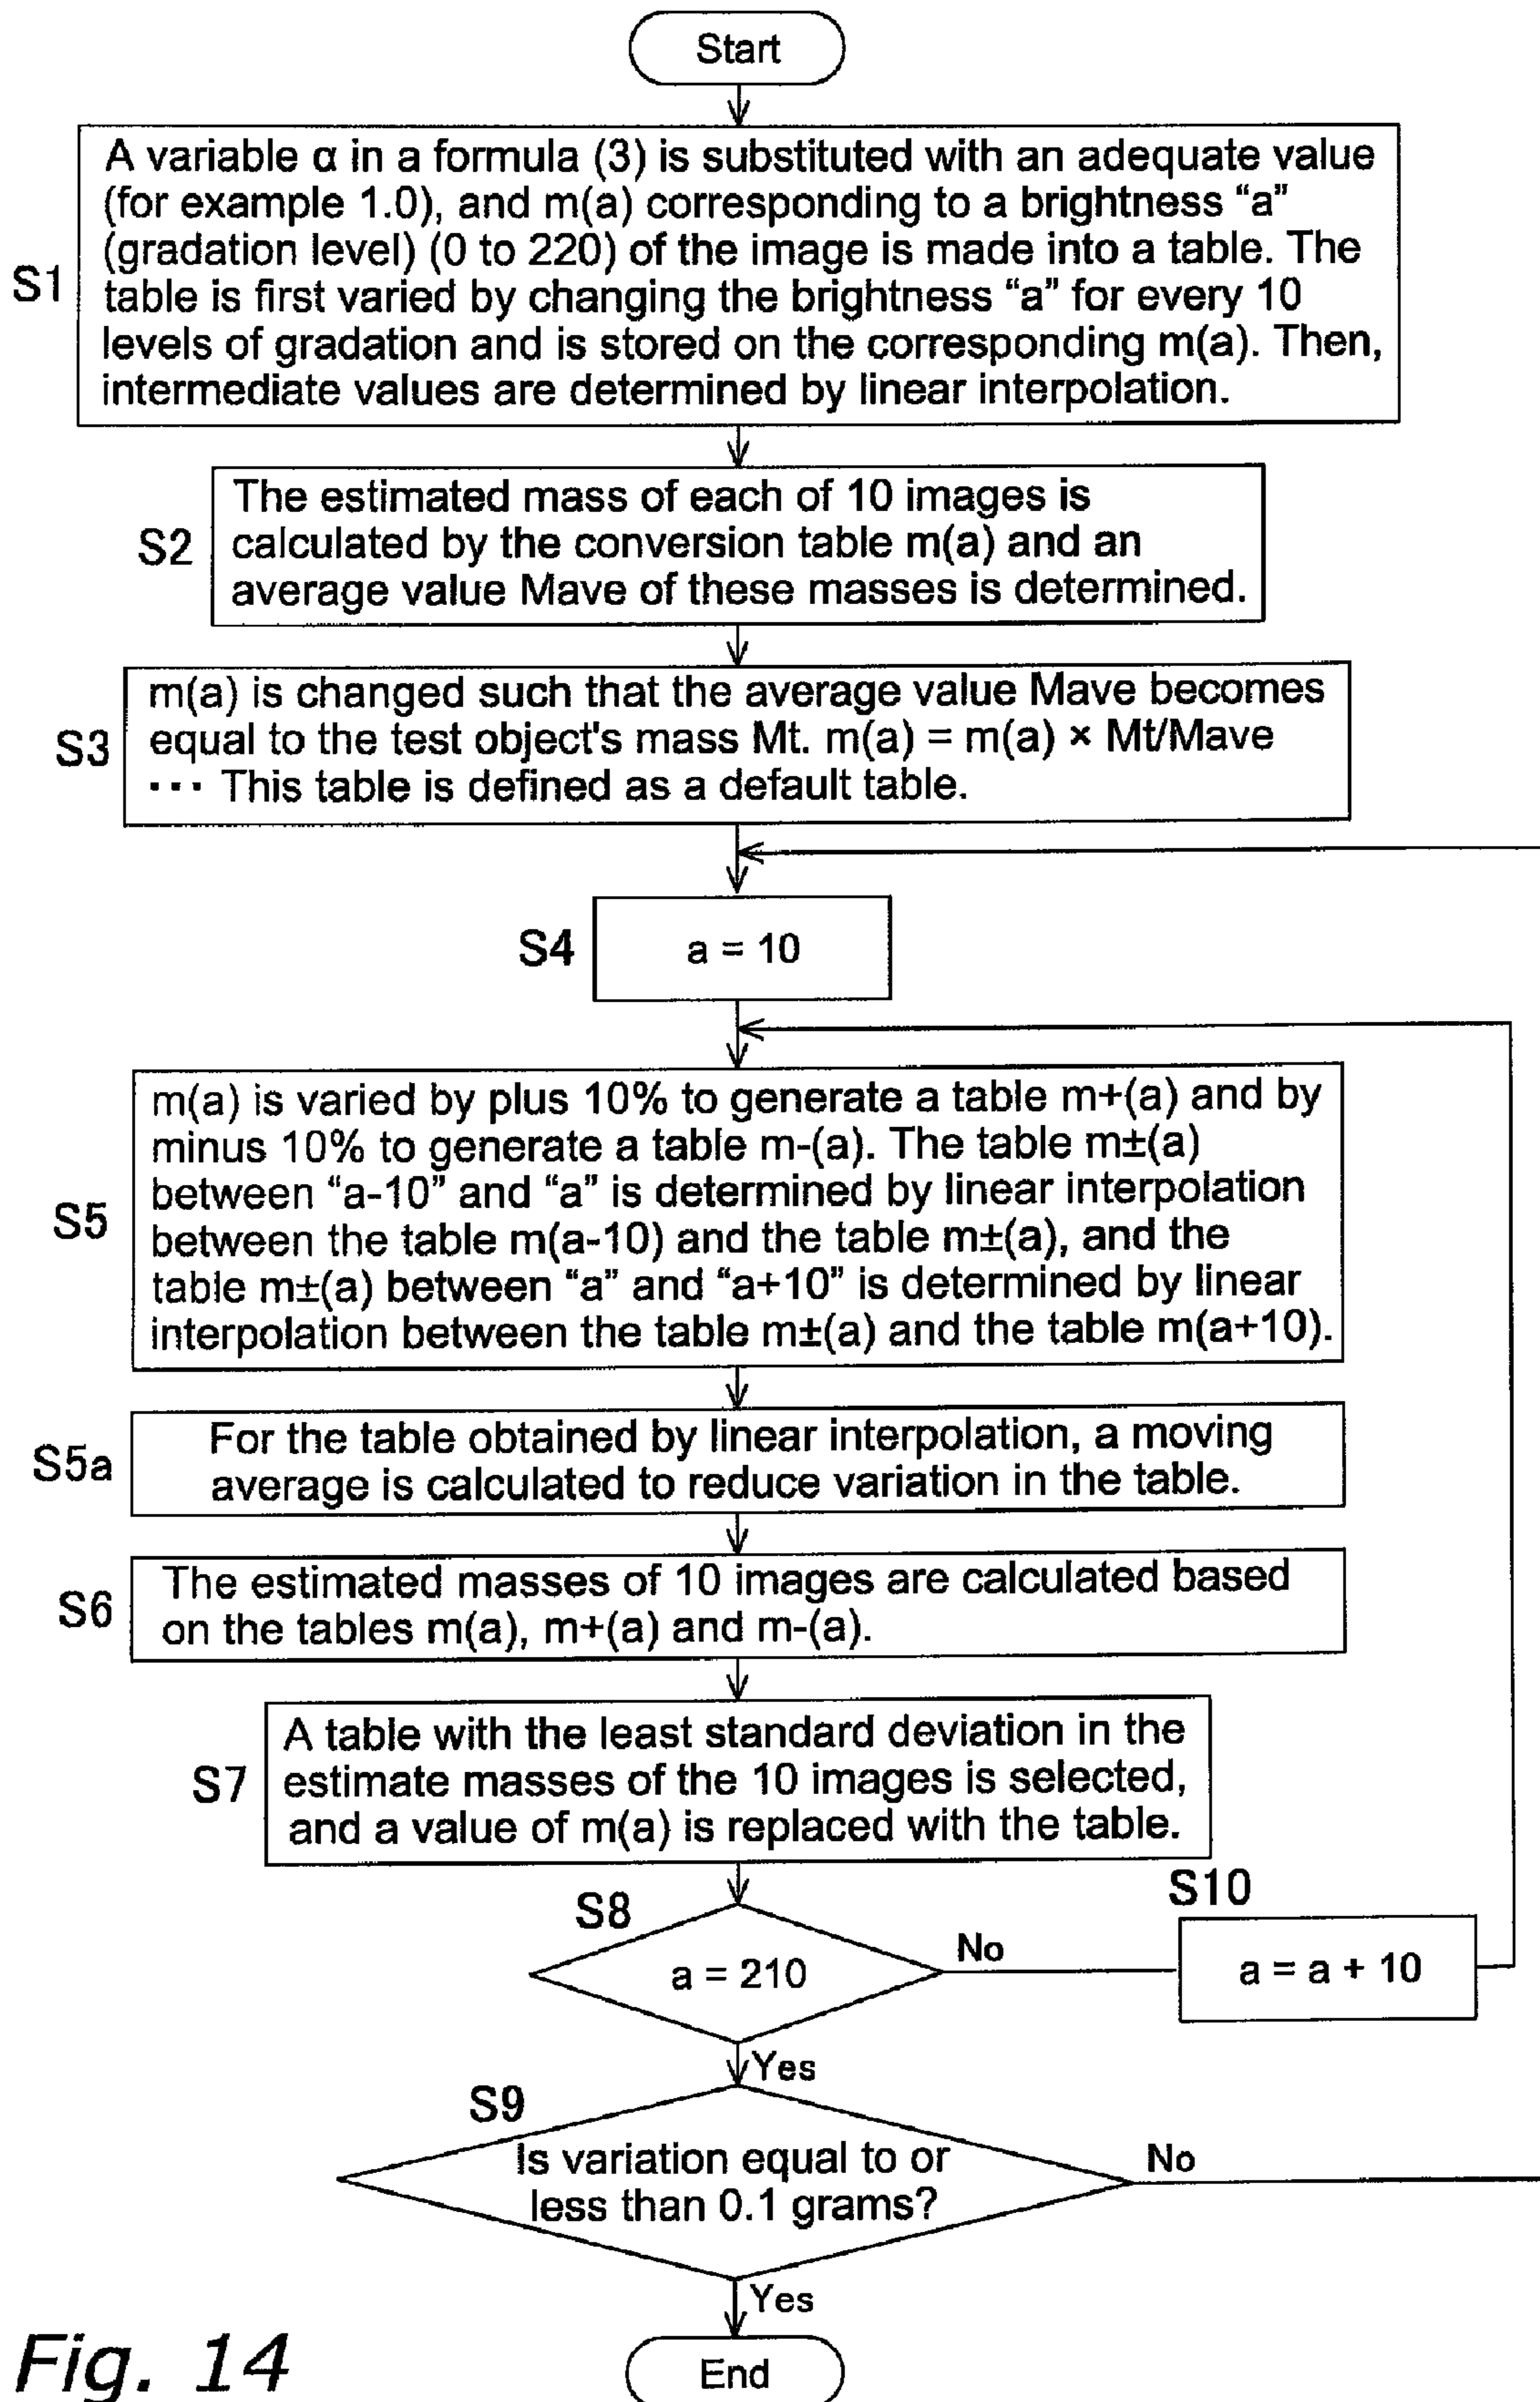 Start
S1
A variable α in a formula (3) is substituted with an adequate value
(for example 1.0), and m(a) corresponding to a brightness “a”
(gradation level) (0 to 220) of the image is made into a table. The
table is first varied by changing the brightness “a” for every 10
levels of gradation and is stored on the corresponding m(a). Then,
intermediate values are determined by linear interpolation.
S2
The estimated mass of each of 10 images is
calculated by the conversion table m(a) and an
average value Mave of these masses is determined.
S3
m(a) is changed such that the average value Mave becomes
equal to the test object's mass Mt. m(a) = m(a) × Mt/Mave
··· This table is defined as a default table.
S4
a = 10
S5
m(a) is varied by plus 10% to generate a table m+(a) and by
minus 10% to generate a table m-(a). The table m±(a)
between “a-10” and “a” is determined by linear interpolation
between the table m(a-10) and the table m±(a), and the
table m±(a) between “a” and “a+10” is determined by linear
interpolation between the table m±(a) and the table m(a+10).
S5a
For the table obtained by linear interpolation, a moving
average is calculated to reduce variation in the table.
S6
The estimated masses of 10 images are calculated based
on the tables m(a), m+(a) and m-(a).
S7
A table with the least standard deviation in the
estimate masses of the 10 images is selected,
and a value of m(a) is replaced with the table.
S8
a = 210
No
S10
a = a + 10
Yes
S9
Is variation equal to or
less than 0.1 grams?
No
Yes
End
Fig. 14